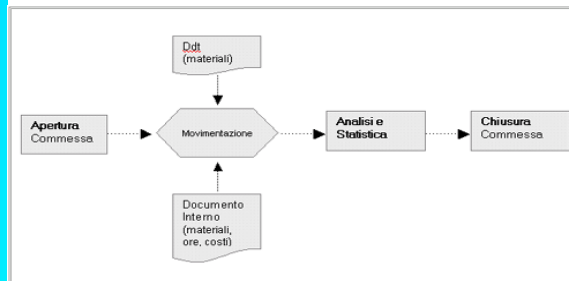 Ddt
(materiali)
Apertura
Commessa
Movimentazione
Analisi e
Statistica
Chiusura
Commessa
Documento
Interno
(materiali,
ore, costi)